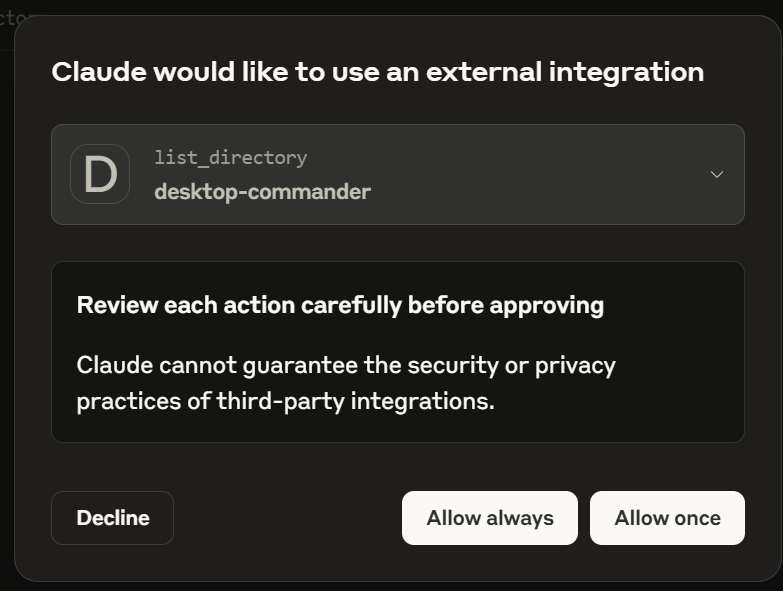 Claude would like to use an external integration
D
list_directory
desktop-commander
Review each action carefully before approving
Claude cannot guarantee the security or privacy
practices of third-party integrations.
Decline
Allow always
Allow once